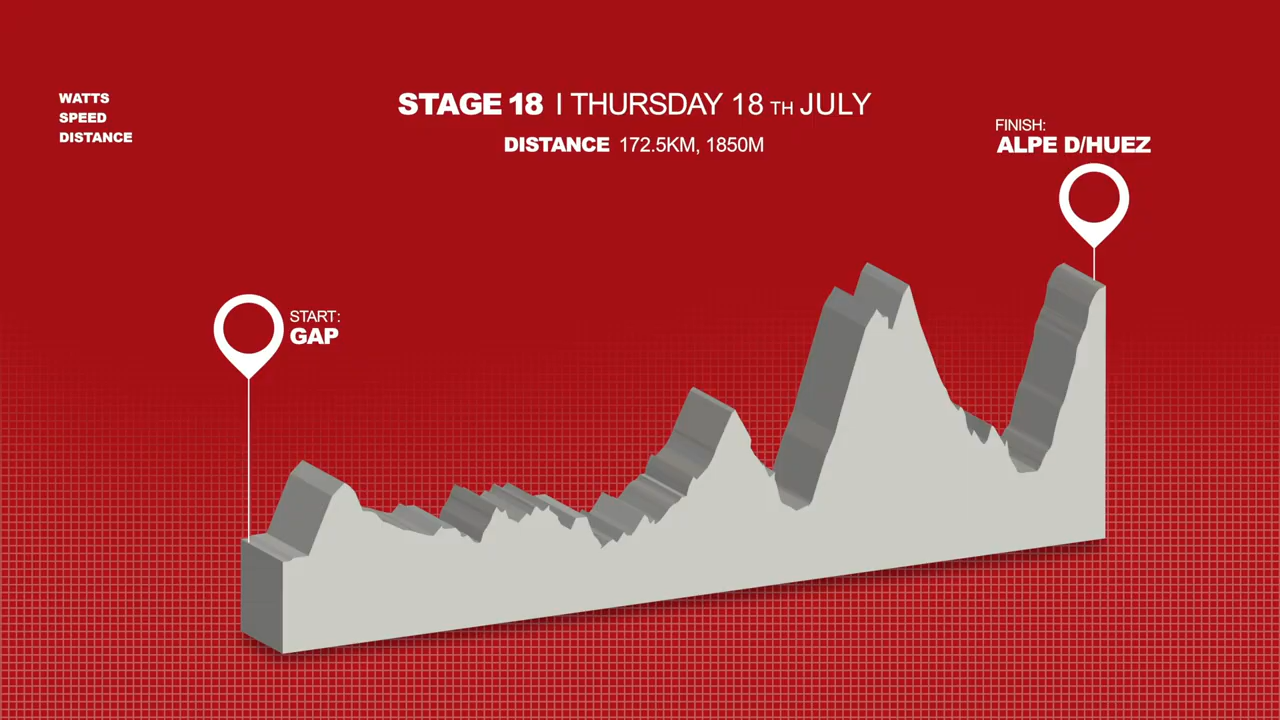 STAGE 18 I THURSDAY 18 TH JULY
DISTANCE 172.5KM, 1850M
WATTS
SPEED
DISTANCE
FINISH:
ALPE D/HUEZ
START:
GAP